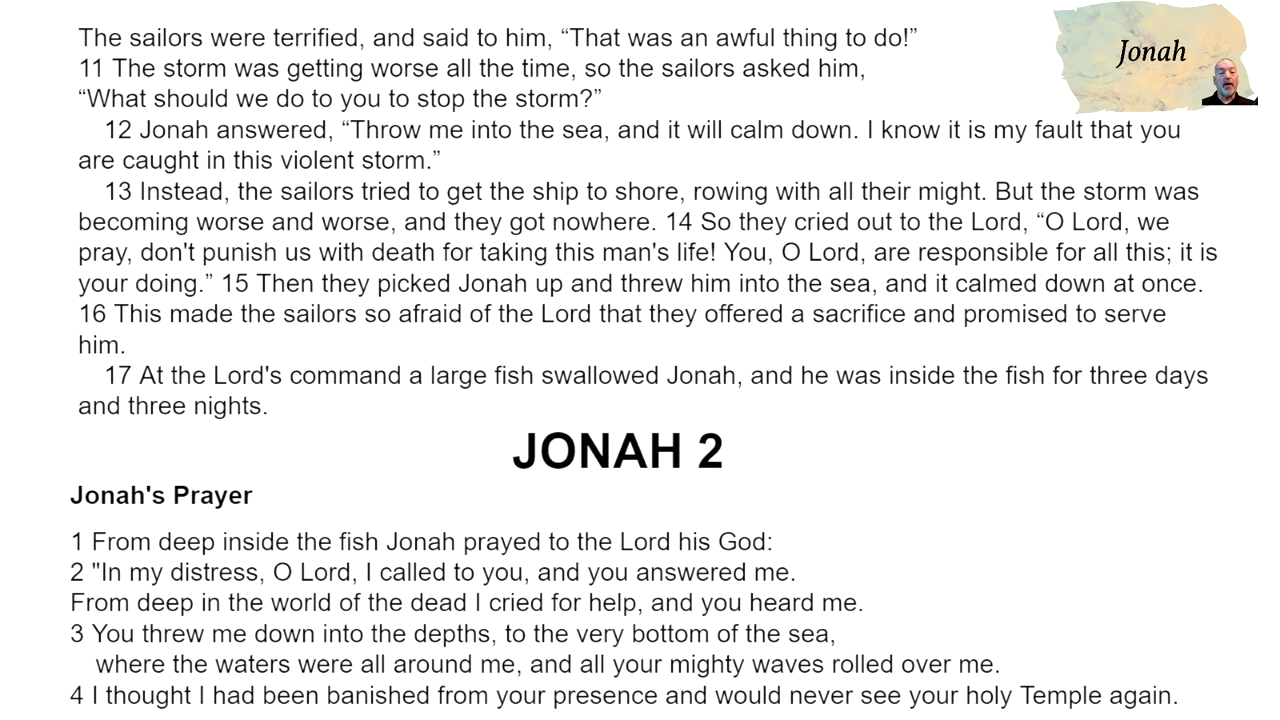 The sailors were terrified, and said to him, “That was an awful thing to do!”
Jonah
11 The storm was getting worse all the time, so the sailors asked him,
“What should we do to you to stop the storm?”
12 Jonah answered, “Throw me into the sea, and it will calm down. I know it is my fault that you
are caught in this violent storm.”
13 Instead, the sailors tried to get the ship to shore, rowing with all their might. But the storm was
becoming worse and worse, and they got nowhere. 14 So they cried out to the Lord, “O Lord, we
pray, don't punish us with death for taking this man's life! You, O Lord, are responsible for all this; it is
your doing.” 15 Then they picked Jonah up and threw him into the sea, and it calmed down at once.
16 This made the sailors so afraid of the Lord that they offered a sacrifice and promised to serve
him.
17 At the Lord's command a large fish swallowed Jonah, and he was inside the fish for three days
and three nights.
JONAH 2
Jonah's Prayer
1 From deep inside the fish Jonah prayed to the Lord his God:
2 "In my distress, O Lord, I called to you, and you answered me.
From deep in the world of the dead I cried for help, and you heard me.
3 You threw me down into the depths, to the very bottom of the sea,
where the waters were all around me, and all your mighty waves rolled over me.
4 I thought I had been banished from your presence and would never see your holy Temple again.